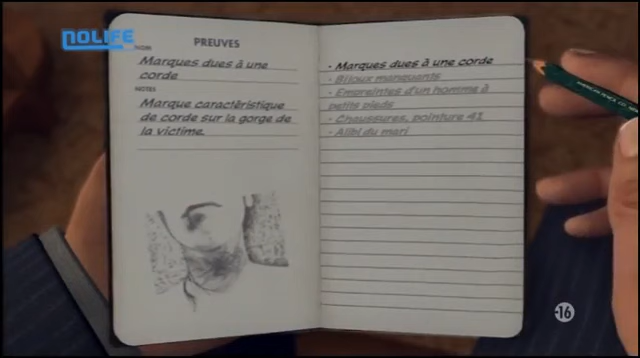 NOLIFE
PREUVES
NOM
Marques dues à une
corde
NOTES
Marque caractéristique
de corde sur la gorge de
la victime.
- Marques dues à une corde
- Bijoux manquants
- Empreintes d'un homme à
petits pieds
- Chaussures, pointure 41
- Alibi du mari
-16